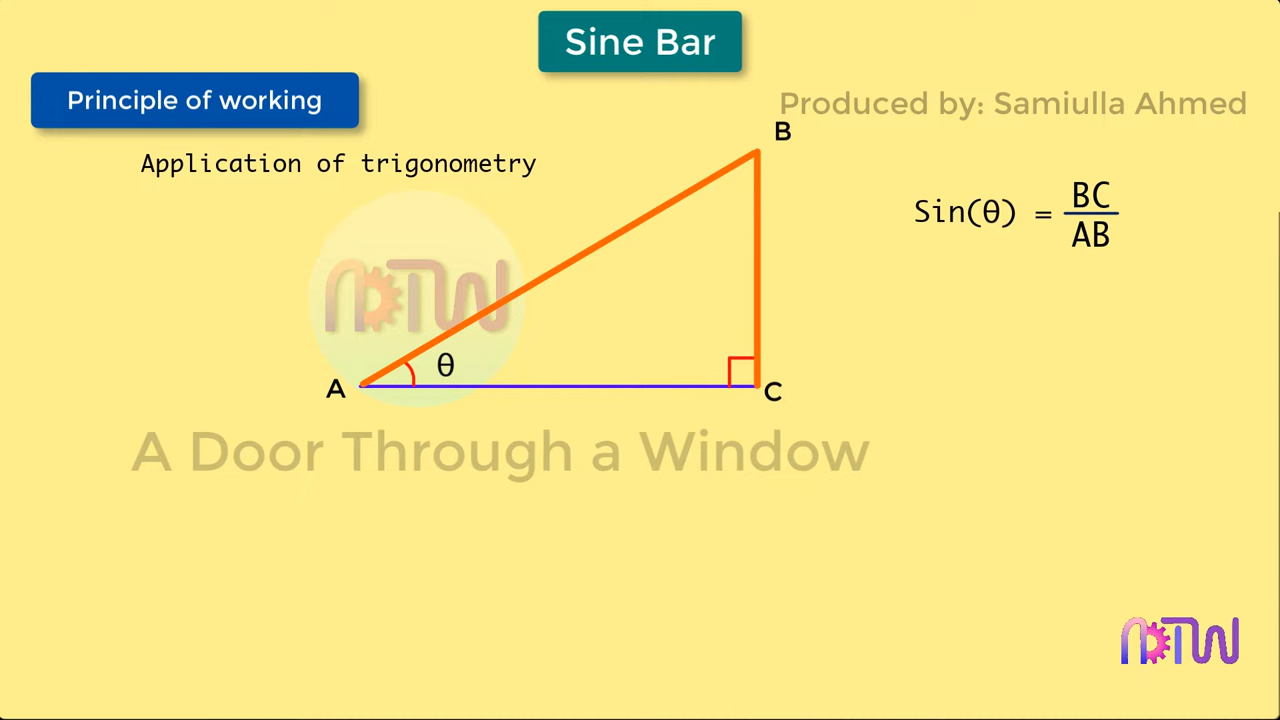 Sine Bar
Principle of working
Produced by: Samiulla Ahmed
B
Application of trigonometry
Sin(θ) = BC
AB
θ
A
C
A Door Through a Window